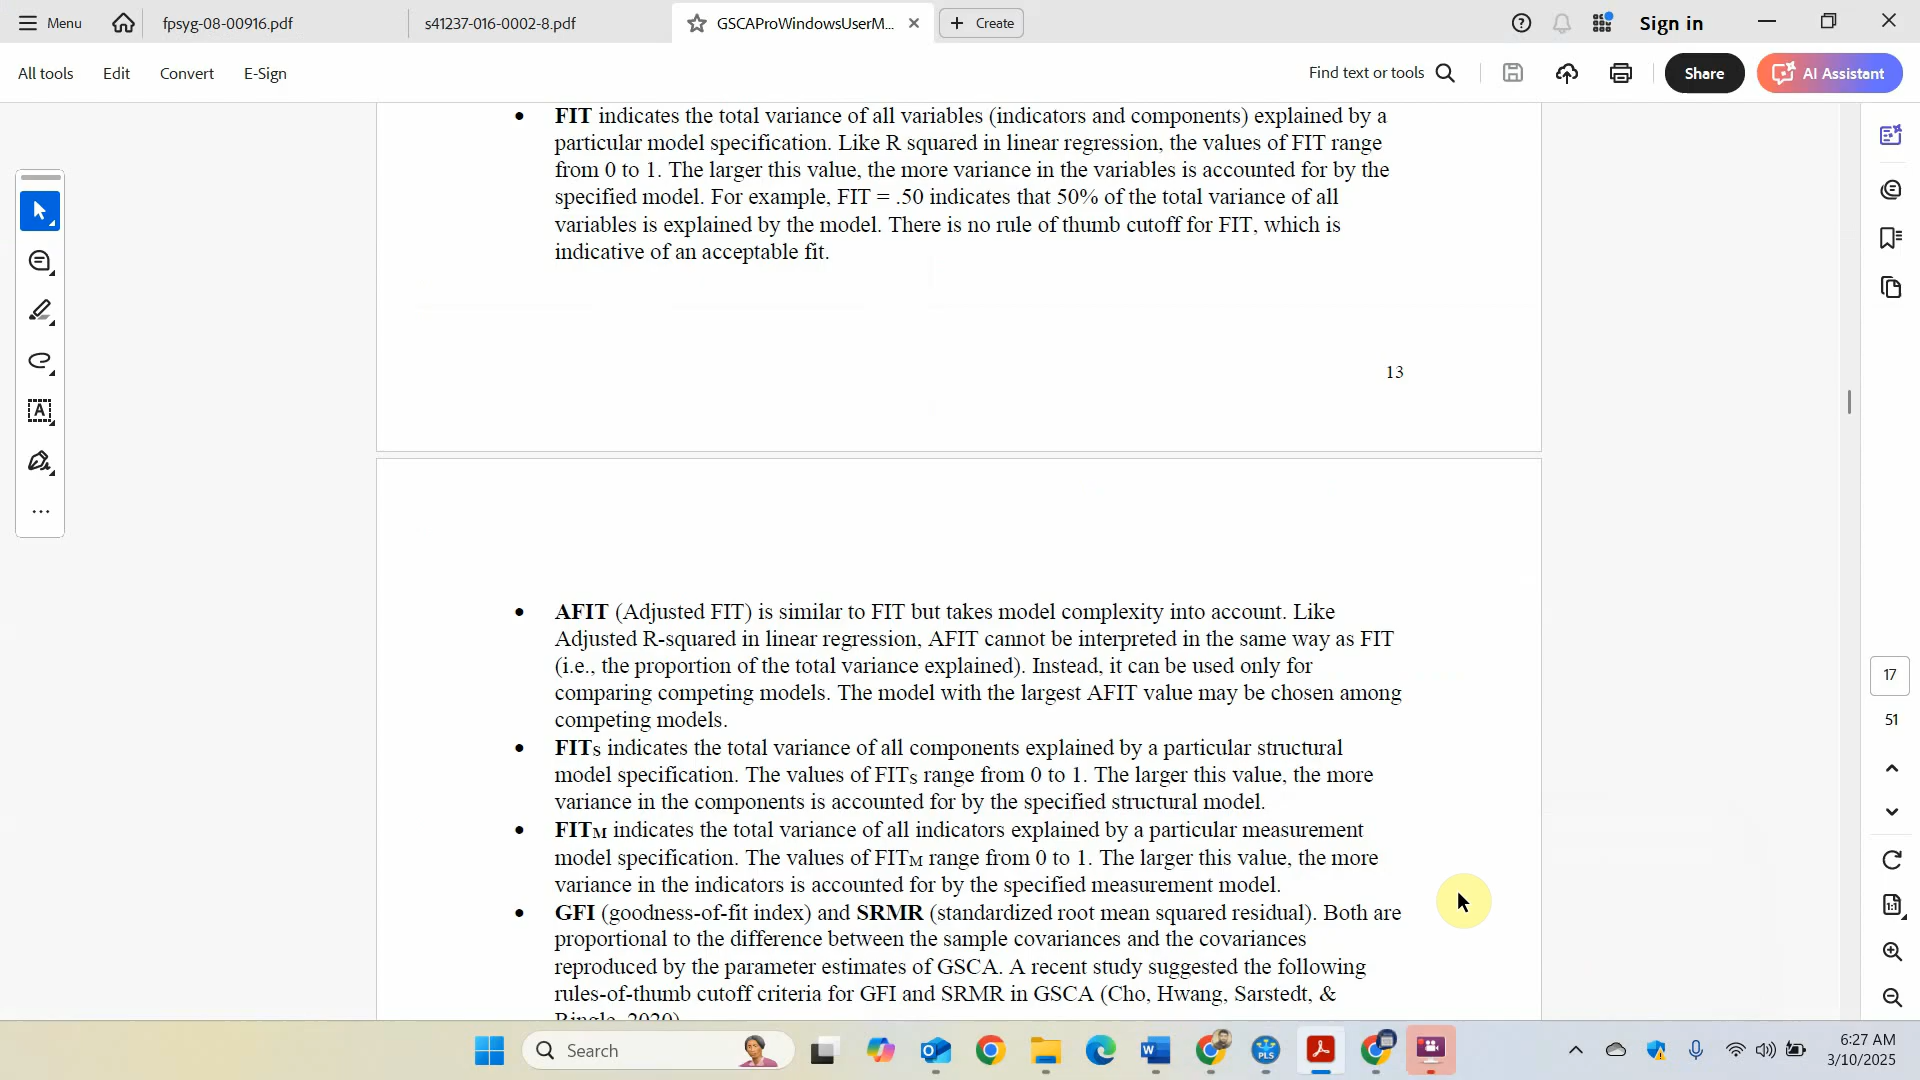 Menu
fpsyg-08-00916.pdf
s41237-016-0002-8.pdf
GSCAProWindowsUserM...
Create
Sign in
All tools
Edit
Convert
E-Sign
Find text or tools
Share
AI Assistant
• FIT indicates the total variance of all variables (indicators and components) explained by a
particular model specification. Like R squared in linear regression, the values of FIT range
from 0 to 1. The larger this value, the more variance in the variables is accounted for by the
specified model. For example, FIT = .50 indicates that 50% of the total variance of all
variables is explained by the model. There is no rule of thumb cutoff for FIT, which is
indicative of an acceptable fit.
13
• AFIT (Adjusted FIT) is similar to FIT but takes model complexity into account. Like
Adjusted R-squared in linear regression, AFIT cannot be interpreted in the same way as FIT
(i.e., the proportion of the total variance explained). Instead, it can be used only for
comparing competing models. The model with the largest AFIT value may be chosen among
competing models.
• FITS indicates the total variance of all components explained by a particular structural
model specification. The values of FITS range from 0 to 1. The larger this value, the more
variance in the components is accounted for by the specified structural model.
• FITM indicates the total variance of all indicators explained by a particular measurement
model specification. The values of FITM range from 0 to 1. The larger this value, the more
variance in the indicators is accounted for by the specified measurement model.
• GFI (goodness-of-fit index) and SRMR (standardized root mean squared residual). Both are
proportional to the difference between the sample covariances and the covariances
reproduced by the parameter estimates of GSCA. A recent study suggested the following
rules-of-thumb cutoff criteria for GFI and SRMR in GSCA (Cho, Hwang, Sarstedt, &
Ringle, 2020)
17
51
Search
PLS
6:27 AM
3/10/2025